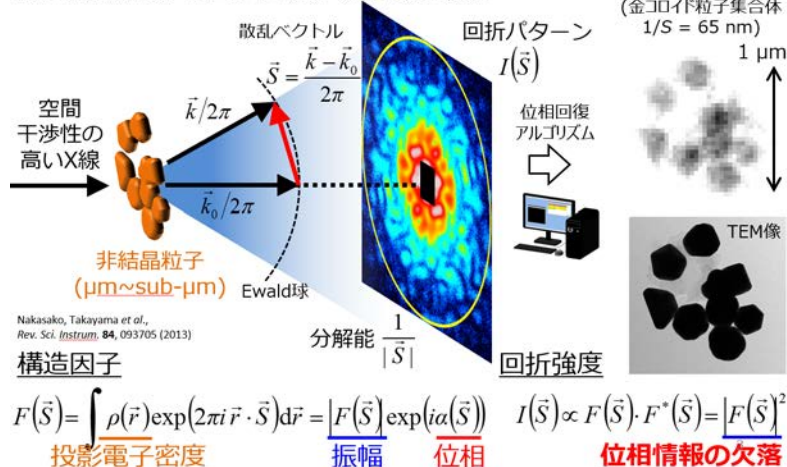 (金コロイド粒子集合体
1/S = 65 nm)
1 μm
散乱ベクトル
S⃗ = (k⃗ − k⃗₀) / 2π
回折パターン
I(S⃗)
空間
干渉性の
高いX線
k⃗/2π
k⃗₀/2π
位相回復
アルゴリズム
非結晶粒子
(μm~sub-μm)
Ewald球
TEM像
Nakasako, Takayama et al.,
Rev. Sci. Instrum. 84, 093705 (2013)
分解能 1/|S⃗|
構造因子
回折強度
F(S⃗) = ∫ρ(r⃗)exp(2πi r⃗·S⃗)dr⃗ = |F(S⃗)|exp(iα(S⃗))
I(S⃗) ∝ F(S⃗)·F*(S⃗) = |F(S⃗)|²
投影電子密度
振幅
位相
位相情報の欠落